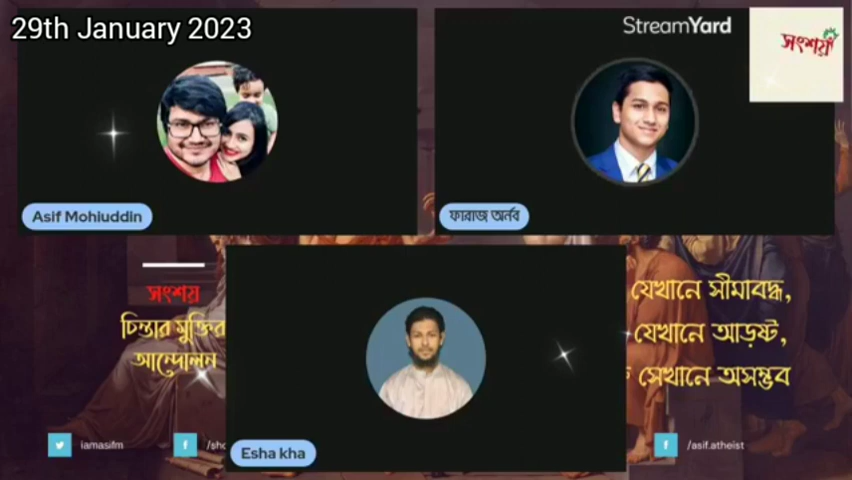 29th January 2023
StreamYard
সংশয়
Asif Mohiuddin
ফারাজ অর্নব
সংশয়
চিন্তার মুক্তির
আন্দোলন
যেখানে সীমাবদ্ধ,
যেখানে আড়ষ্ট,
সেখানে অসম্ভব
Esha kha
iamasifm
/asif.atheist